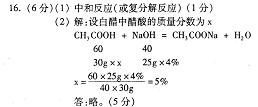 16.(6分)(1) 中和反应(或复分解反应)(1分)
(2) 解:设白醋中醋酸的质量分数为x
CH₃COOH + NaOH = CH₃COONa + H₂O
60 40
30g×x 25g×4%
x = (60×25g×4%)/(40×30g) = 5%
答:略。(5分)